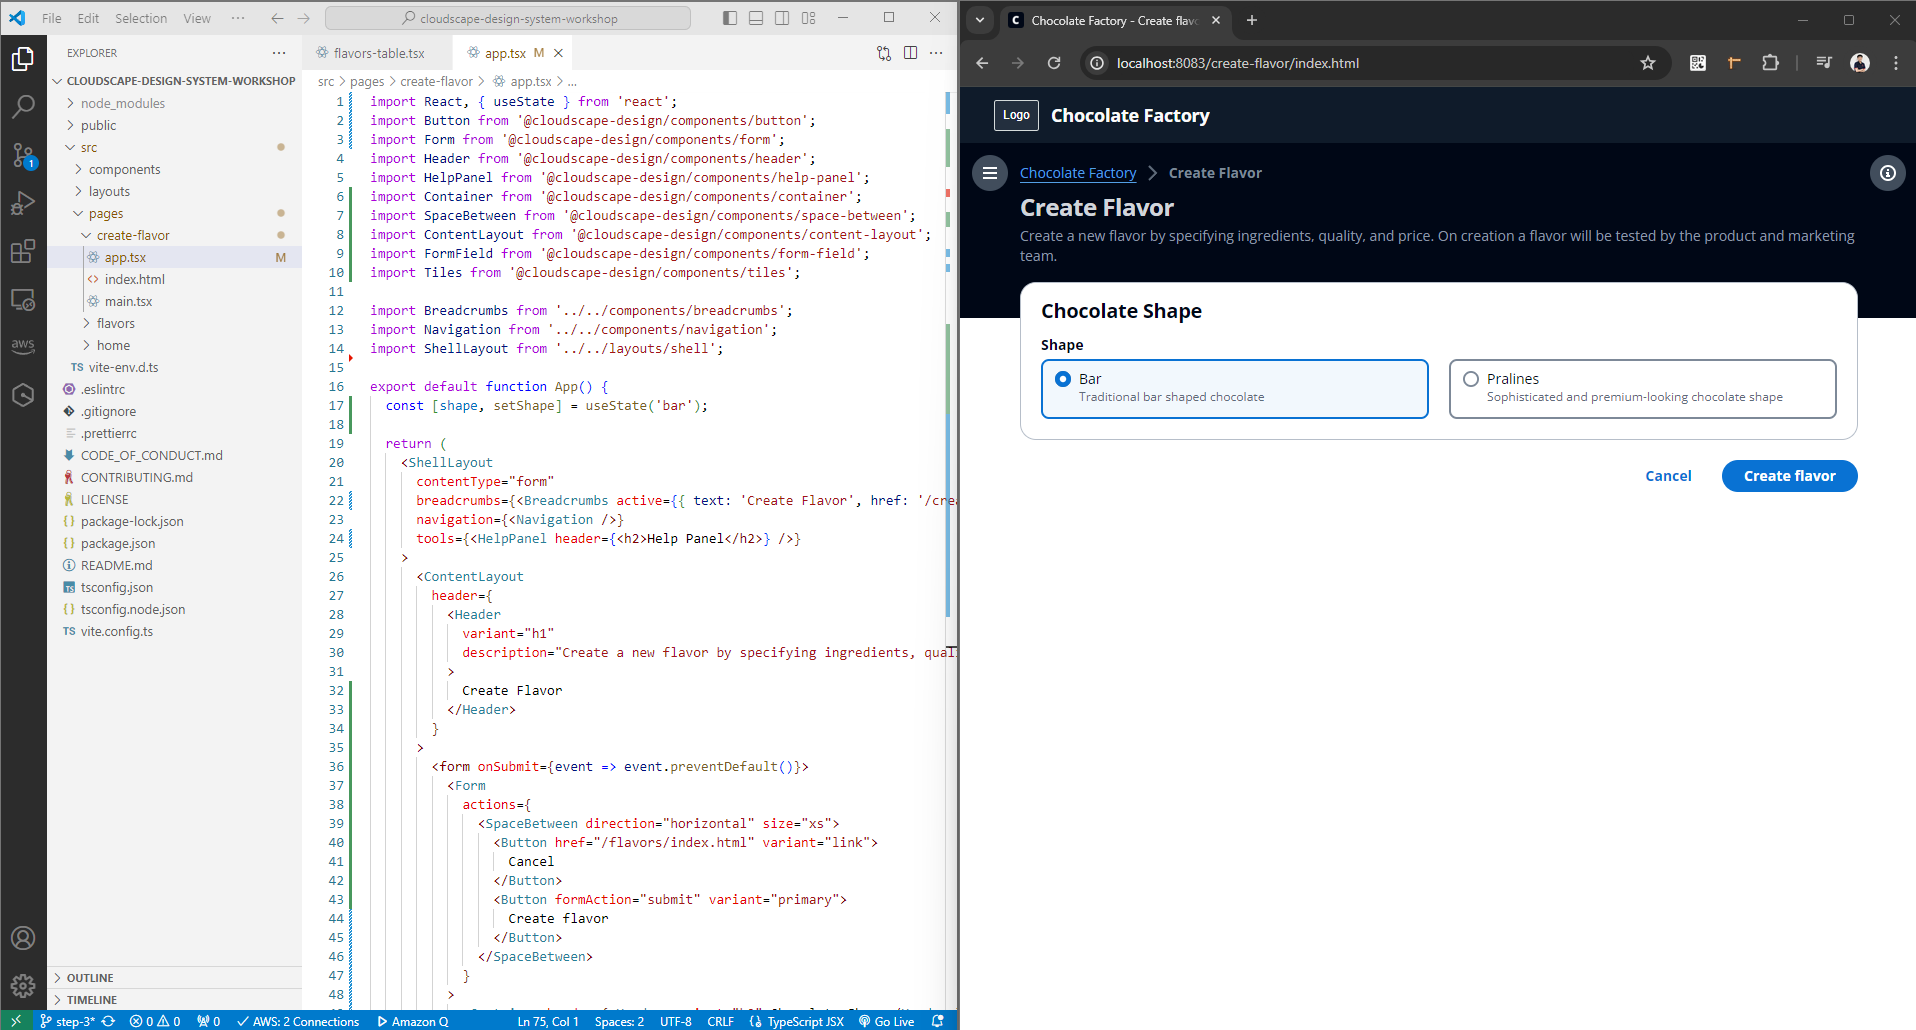 File Edit Selection View ··· cloudscape-design-system-workshop
EXPLORER
CLOUDSCAPE-DESIGN-SYSTEM-WORKSHOP
node_modules
public
src
components
layouts
pages
create-flavor
app.tsx M
index.html
main.tsx
flavors
home
TS vite-env.d.ts
.eslintrc
.gitignore
.prettierrc
CODE_OF_CONDUCT.md
CONTRIBUTING.md
LICENSE
{} package-lock.json
{} package.json
README.md
tsconfig.json
{} tsconfig.node.json
TS vite.config.ts
OUTLINE
TIMELINE
aws
1
flavors-table.tsx app.tsx M
src > pages > create-flavor > app.tsx > ...
1 import React, { useState } from 'react';
2 import Button from '@cloudscape-design/components/button';
3 import Form from '@cloudscape-design/components/form';
4 import Header from '@cloudscape-design/components/header';
5 import HelpPanel from '@cloudscape-design/components/help-panel';
6 import Container from '@cloudscape-design/components/container';
7 import SpaceBetween from '@cloudscape-design/components/space-between';
8 import ContentLayout from '@cloudscape-design/components/content-layout';
9 import FormField from '@cloudscape-design/components/form-field';
10 import Tiles from '@cloudscape-design/components/tiles';
11
12 import Breadcrumbs from '../../components/breadcrumbs';
13 import Navigation from '../../components/navigation';
14 import ShellLayout from '../../layouts/shell';
15
16 export default function App() {
17 const [shape, setShape] = useState('bar');
18
19 return (
20 <ShellLayout
21 contentType="form"
22 breadcrumbs={<Breadcrumbs active={{ text: 'Create Flavor', href: '/crea
23 navigation={<Navigation />}
24 tools={<HelpPanel header={<h2>Help Panel</h2>} />}
25 >
26 <ContentLayout
27 header={
28 <Header
29 variant="h1"
30 description="Create a new flavor by specifying ingredients, quali
31 >
32 Create Flavor
33 </Header>
34 }
35 >
36 <form onSubmit={event => event.preventDefault()}>
37 <Form
38 actions={
39 <SpaceBetween direction="horizontal" size="xs">
40 <Button href="/flavors/index.html" variant="link">
41 Cancel
42 </Button>
43 <Button formAction="submit" variant="primary">
44 Create flavor
45 </Button>
46 </SpaceBetween>
47 }
48 >
step-3* 0 0 0 AWS: 2 Connections Amazon Q Ln 75, Col 1 Spaces: 2 UTF-8 CRLF {} TypeScript JSX Go Live
C Chocolate Factory - Create flav
localhost:8083/create-flavor/index.html
Logo Chocolate Factory
Chocolate Factory > Create Flavor
Create Flavor
Create a new flavor by specifying ingredients, quality, and price. On creation a flavor will be tested by the product and marketing
team.
Chocolate Shape
Shape
Bar
Traditional bar shaped chocolate
Pralines
Sophisticated and premium-looking chocolate shape
Cancel Create flavor